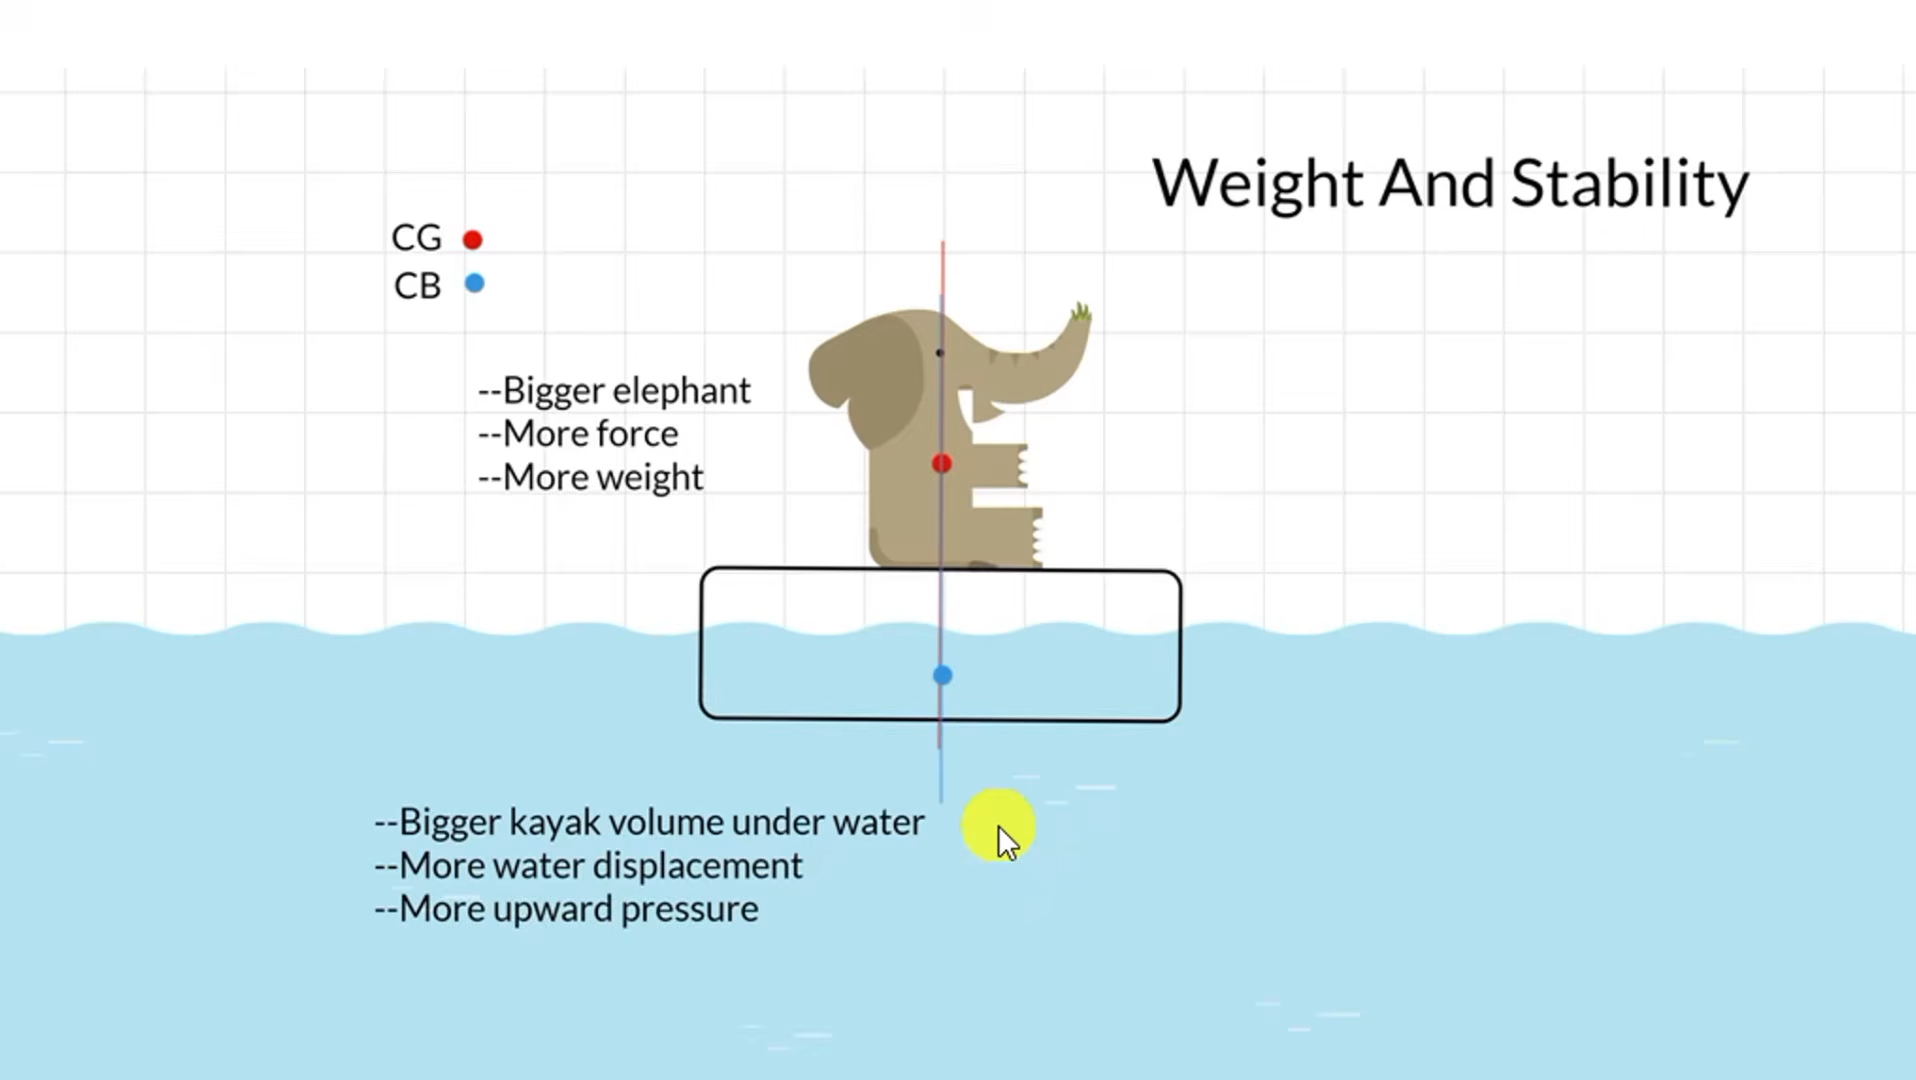 Weight And Stability
CG
CB
--Bigger elephant
--More force
--More weight
--Bigger kayak volume under water
--More water displacement
--More upward pressure